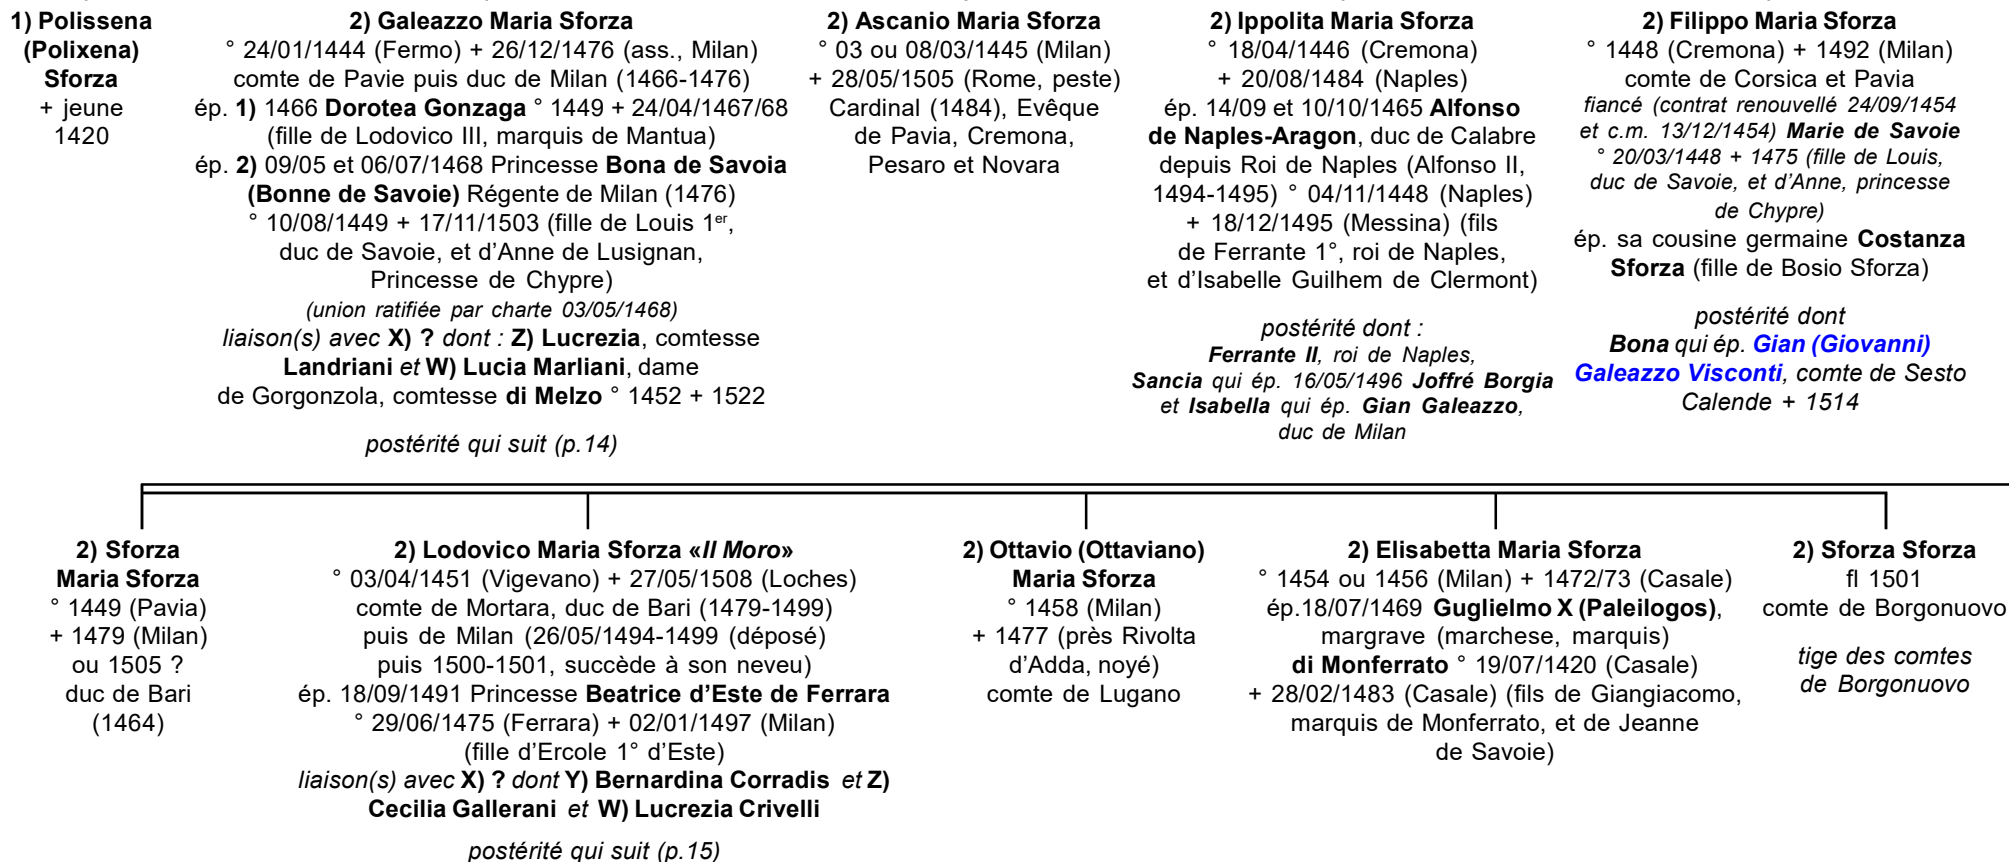 1) Polissena
(Polixena)
Sforza
+ jeune
1420
2) Galeazzo Maria Sforza
° 24/01/1444 (Fermo) + 26/12/1476 (ass., Milan)
comte de Pavie puis duc de Milan (1466-1476)
ép. 1) 1466 Dorotea Gonzaga ° 1449 + 24/04/1467/68
(fille de Lodovico III, marquis de Mantua)
ép. 2) 09/05 et 06/07/1468 Princesse Bona de Savoia
(Bonne de Savoie) Régente de Milan (1476)
° 10/08/1449 + 17/11/1503 (fille de Louis 1er,
duc de Savoie, et d’Anne de Lusignan,
Princesse de Chypre)
(union ratifiée par charte 03/05/1468)
liaison(s) avec X) ? dont : Z) Lucrezia, comtesse
Landriani et W) Lucia Marliani, dame
de Gorgonzola, comtesse di Melzo ° 1452 + 1522
postérité qui suit (p.14)
2) Ascanio Maria Sforza
° 03 ou 08/03/1445 (Milan)
+ 28/05/1505 (Rome, peste)
Cardinal (1484), Evêque
de Pavia, Cremona,
Pesaro et Novara
2) Ippolita Maria Sforza
° 18/04/1446 (Cremona)
+ 20/08/1484 (Naples)
ép. 14/09 et 10/10/1465 Alfonso
de Naples-Aragon, duc de Calabre
depuis Roi de Naples (Alfonso II,
1494-1495) ° 04/11/1448 (Naples)
+ 18/12/1495 (Messina) (fils
de Ferrante 1°, roi de Naples,
et d’Isabelle Guilhem de Clermont)
postérité dont :
Ferrante II, roi de Naples,
Sancia qui ép. 16/05/1496 Joffré Borgia
et Isabella qui ép. Gian Galeazzo,
duc de Milan
2) Filippo Maria Sforza
° 1448 (Cremona) + 1492 (Milan)
comte de Corsica et Pavia
fiancé (contrat renouvellé 24/09/1454
et c.m. 13/12/1454) Marie de Savoie
° 20/03/1448 + 1475 (fille de Louis,
duc de Savoie, et d’Anne, princesse
de Chypre)
ép. sa cousine germaine Costanza
Sforza (fille de Bosio Sforza)
postérité dont
Bona qui ép. Gian (Giovanni)
Galeazzo Visconti, comte de Sesto
Calende + 1514
2) Sforza
Maria Sforza
° 1449 (Pavia)
+ 1479 (Milan)
ou 1505 ?
duc de Bari
(1464)
2) Lodovico Maria Sforza «Il Moro»
° 03/04/1451 (Vigevano) + 27/05/1508 (Loches)
comte de Mortara, duc de Bari (1479-1499)
puis de Milan (26/05/1494-1499 (déposé)
puis 1500-1501, succède à son neveu)
ép. 18/09/1491 Princesse Beatrice d’Este de Ferrara
° 29/06/1475 (Ferrara) + 02/01/1497 (Milan)
(fille d’Ercole 1° d’Este)
liaison(s) avec X) ? dont Y) Bernardina Corradis et Z)
Cecilia Gallerani et W) Lucrezia Crivelli
postérité qui suit (p.15)
2) Ottavio (Ottaviano)
Maria Sforza
° 1458 (Milan)
+ 1477 (près Rivolta
d’Adda, noyé)
comte de Lugano
2) Elisabetta Maria Sforza
° 1454 ou 1456 (Milan) + 1472/73 (Casale)
ép.18/07/1469 Guglielmo X (Paleilogos),
margrave (marchese, marquis)
di Monferrato ° 19/07/1420 (Casale)
+ 28/02/1483 (Casale) (fils de Giangiacomo,
marquis de Monferrato, et de Jeanne
de Savoie)
2) Sforza Sforza
fl 1501
comte de Borgonuovo
tige des comtes
de Borgonuovo